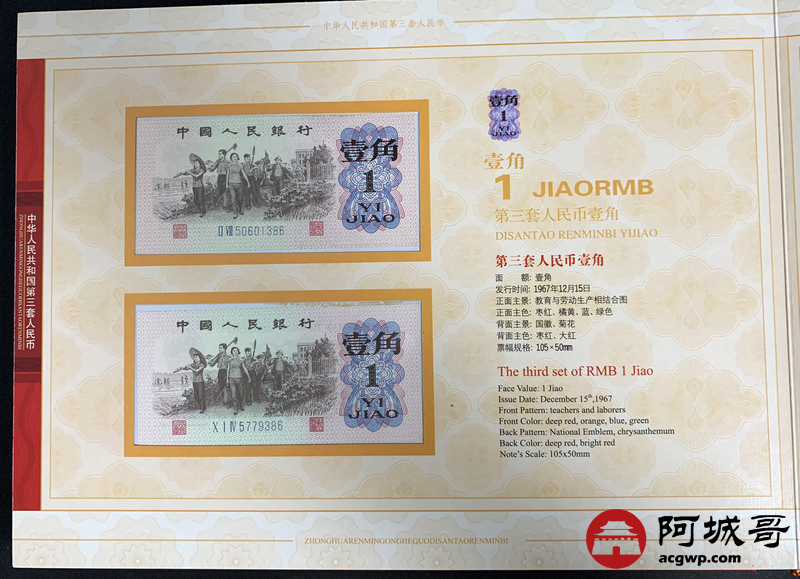 中华人民共和国第三套人民币
中华人民共和国第三套人民币
ZHONGHUARENMINGONGHEGUODISANTAORENMINBI
中國人民銀行
壹角
1
YI
JIAO
II VIII 50601386
中國人民銀行
壹角
1
YI
JIAO
X I IV 5779386
壹角
1
YI
JIAO
壹角
1 JIAORMB
第三套人民币壹角
DISANTAO RENMINBI YIJIAO
第三套人民币壹角
面 额: 壹角
发行时间: 1967年12月15日
正面主景: 教育与劳动生产相结合图
正面主色: 枣红、橘黄、蓝、绿色
背面主景: 国徽、菊花
背面主色: 枣红、大红
票幅规格: 105×50mm
The third set of RMB 1 Jiao
Face Value: 1 Jiao
Issue Date: December 15th,1967
Front Pattern: teachers and laborers
Front Color: deep red, orange, blue, green
Back Pattern: National Emblem, chrysanthemum
Back Color: deep red, bright red
Note's Scale: 105x50mm
ZHONGHUARENMINGONGHEGUODISANTAORENMINBI
阿城哥
acgwp.com